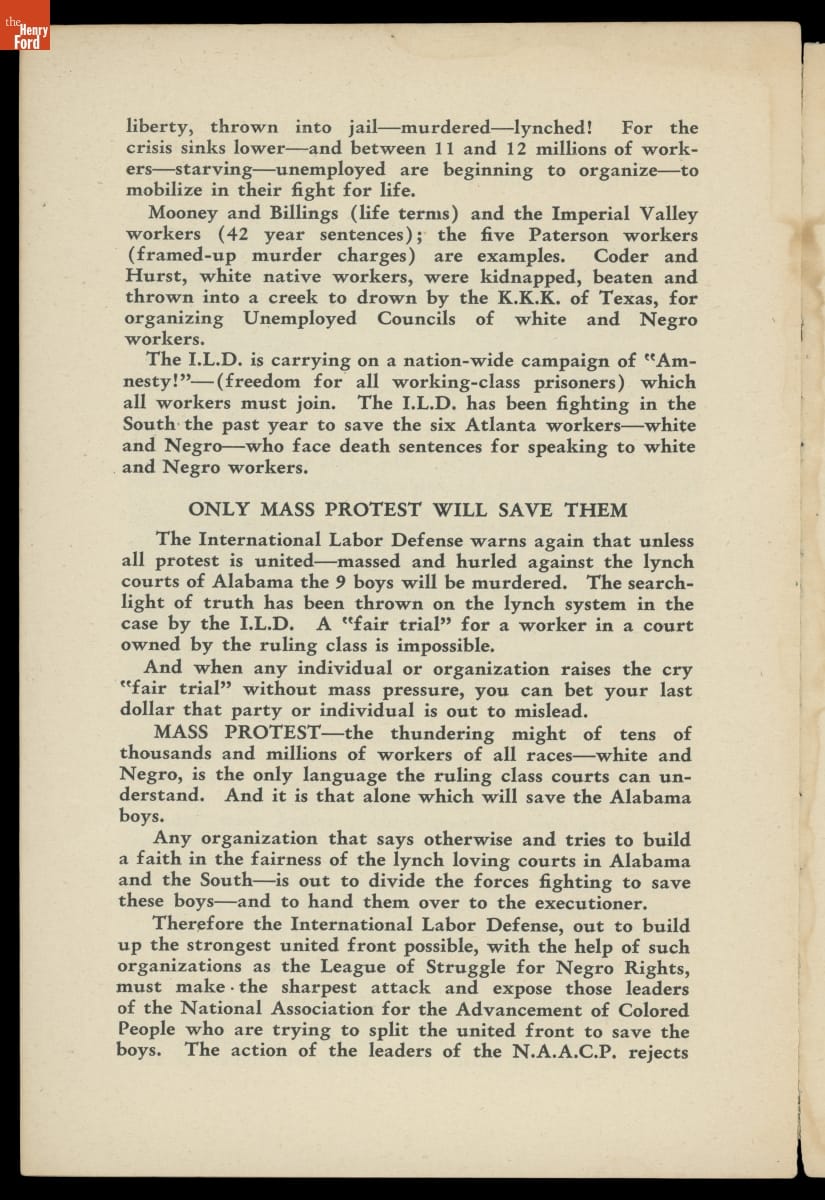 the
Henry
Ford
liberty, thrown into jail—murdered—lynched! For the
crisis sinks lower—and between 11 and 12 millions of work-
ers—starving—unemployed are beginning to organize—to
mobilize in their fight for life.
Mooney and Billings (life terms) and the Imperial Valley
workers (42 year sentences); the five Paterson workers
(framed-up murder charges) are examples. Coder and
Hurst, white native workers, were kidnapped, beaten and
thrown into a creek to drown by the K.K.K. of Texas, for
organizing Unemployed Councils of white and Negro
workers.
The I.L.D. is carrying on a nation-wide campaign of "Am-
nesty!"—(freedom for all working-class prisoners) which
all workers must join. The I.L.D. has been fighting in the
South the past year to save the six Atlanta workers—white
and Negro—who face death sentences for speaking to white
and Negro workers.
ONLY MASS PROTEST WILL SAVE THEM
The International Labor Defense warns again that unless
all protest is united—massed and hurled against the lynch
courts of Alabama the 9 boys will be murdered. The search-
light of truth has been thrown on the lynch system in the
case by the I.L.D. A "fair trial" for a worker in a court
owned by the ruling class is impossible.
And when any individual or organization raises the cry
"fair trial" without mass pressure, you can bet your last
dollar that party or individual is out to mislead.
MASS PROTEST—the thundering might of tens of
thousands and millions of workers of all races—white and
Negro, is the only language the ruling class courts can un-
derstand. And it is that alone which will save the Alabama
boys.
Any organization that says otherwise and tries to build
a faith in the fairness of the lynch loving courts in Alabama
and the South—is out to divide the forces fighting to save
these boys—and to hand them over to the executioner.
Therefore the International Labor Defense, out to build
up the strongest united front possible, with the help of such
organizations as the League of Struggle for Negro Rights,
must make the sharpest attack and expose those leaders
of the National Association for the Advancement of Colored
People who are trying to split the united front to save the
boys. The action of the leaders of the N.A.A.C.P. rejects